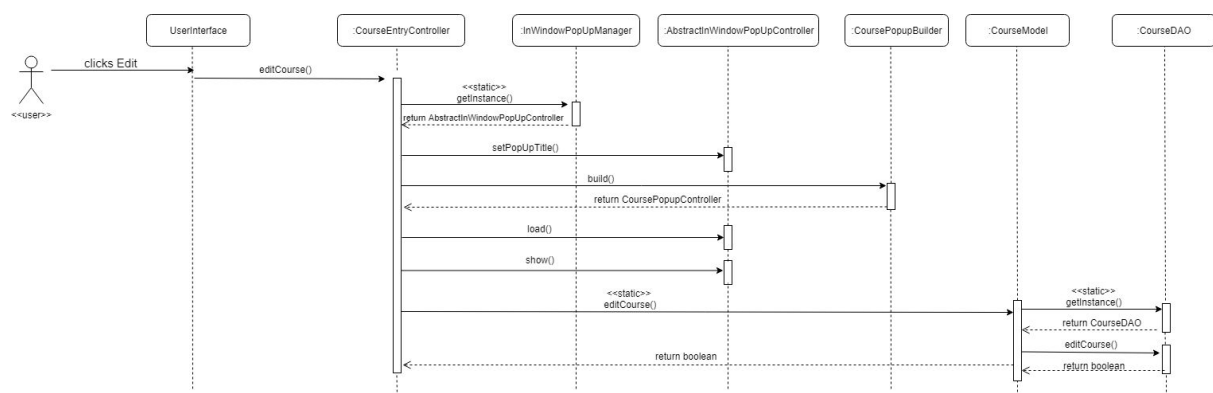 UserInterface
:CourseEntryController
:InWindowPopUpManager
:AbstractInWindowPopUpController
:CoursePopupBuilder
:CourseModel
:CourseDAO
clicks Edit
<<user>>
editCourse()
<<static>>
getInstance()
return AbstractInWindowPopUpController
setPopUpTitle()
build()
return CoursePopupController
load()
show()
<<static>>
editCourse()
<<static>>
getInstance()
return CourseDAO
editCourse()
return boolean
return boolean